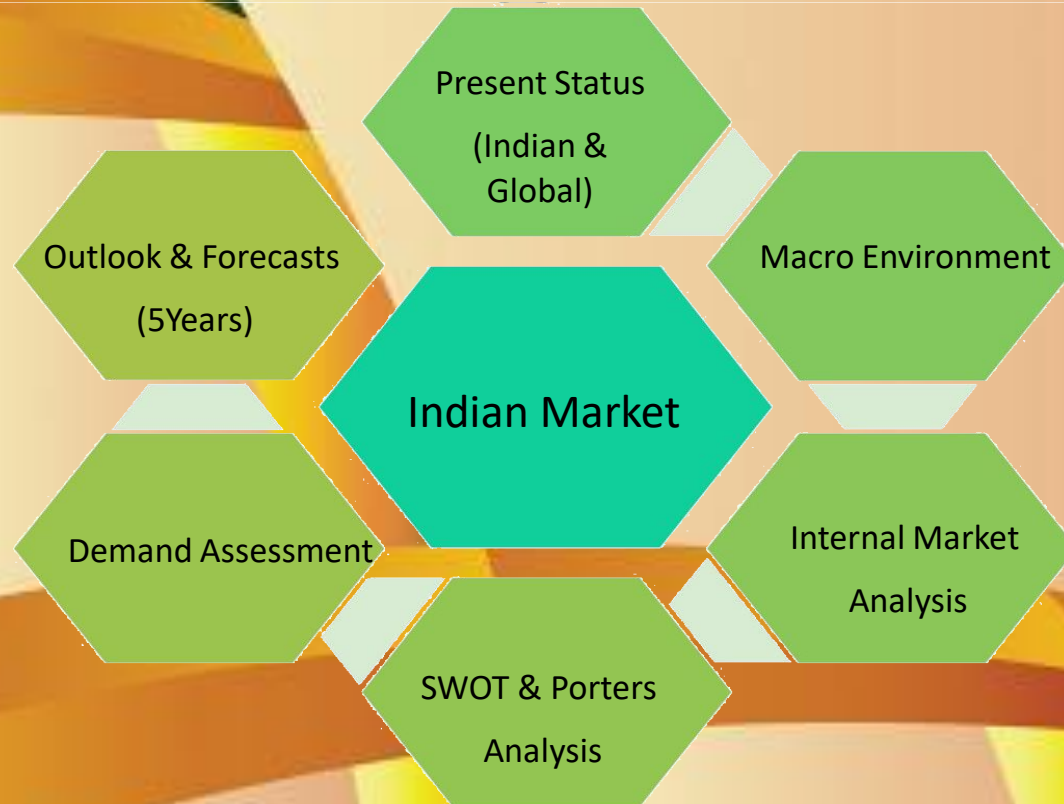 Present Status
(Indian &
Global)
Macro Environment
Internal Market
Analysis
SWOT & Porters
Analysis
Demand Assessment
Outlook & Forecasts
(5Years)
Indian Market